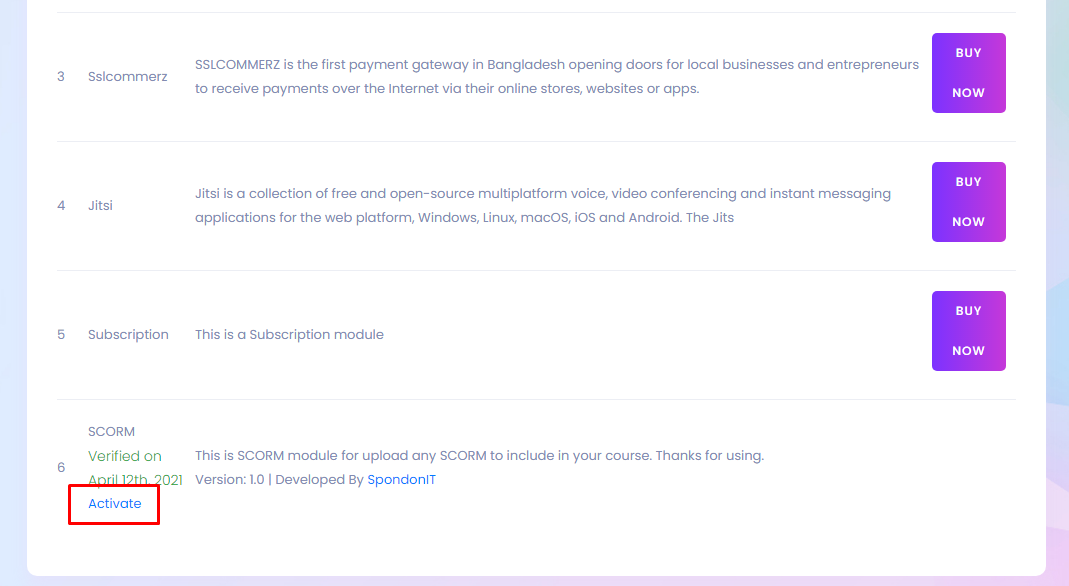 3
Sslcommerz
SSLCOMMERZ is the first payment gateway in Bangladesh opening doors for local businesses and entrepreneurs
to receive payments over the Internet via their online stores, websites or apps.
BUY
NOW
4
Jitsi
Jitsi is a collection of free and open-source multiplatform voice, video conferencing and instant messaging
applications for the web platform, Windows, Linux, macOS, iOS and Android. The Jits
BUY
NOW
5
Subscription
This is a Subscription module
BUY
NOW
6
SCORM
Verified on
April 12th, 2021
Activate
This is SCORM module for upload any SCORM to include in your course. Thanks for using.
Version: 1.0 | Developed By SpondonIT